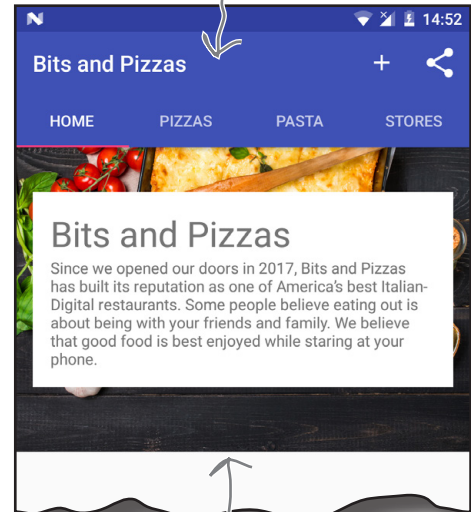 N 14:52
Bits and Pizzas +
HOME PIZZAS PASTA STORES
Bits and Pizzas
Since we opened our doors in 2017, Bits and Pizzas
has built its reputation as one of America's best Italian-
Digital restaurants. Some people believe eating out is
about being with your friends and family. We believe
that good food is best enjoyed while staring at your
phone.